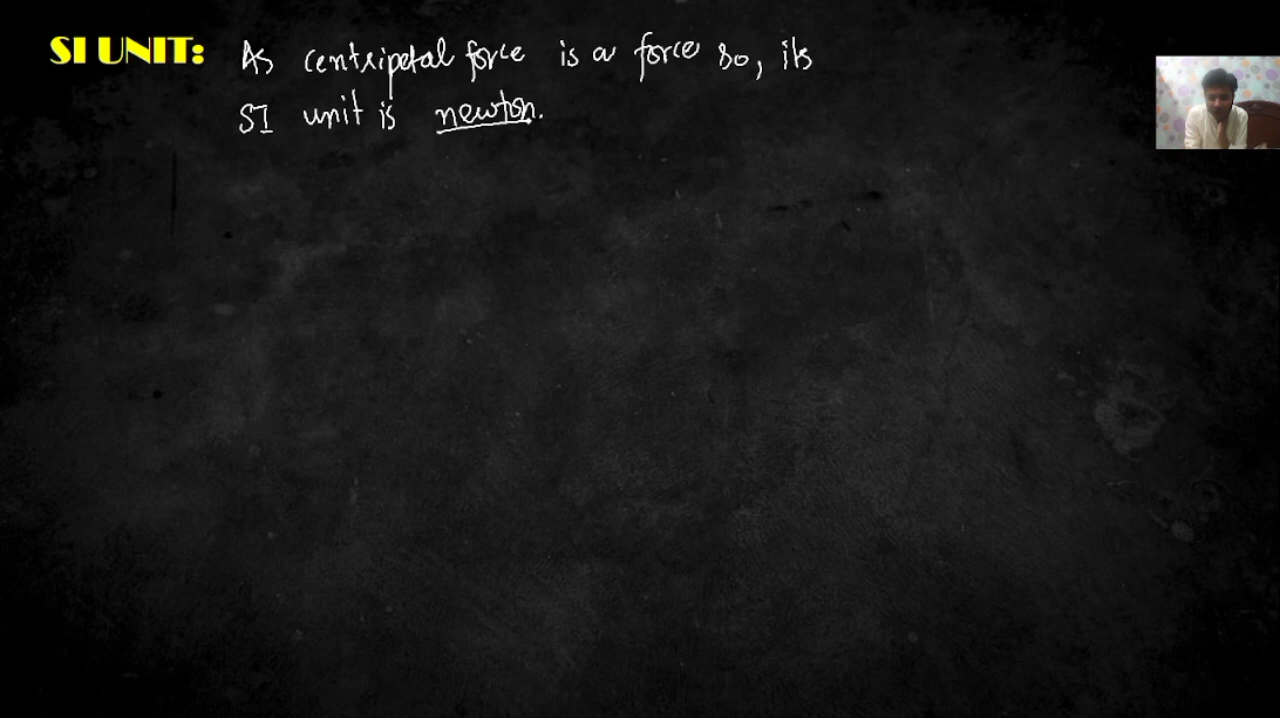 SI UNIT: As centripetal force is a force so, its
SI unit is newton.